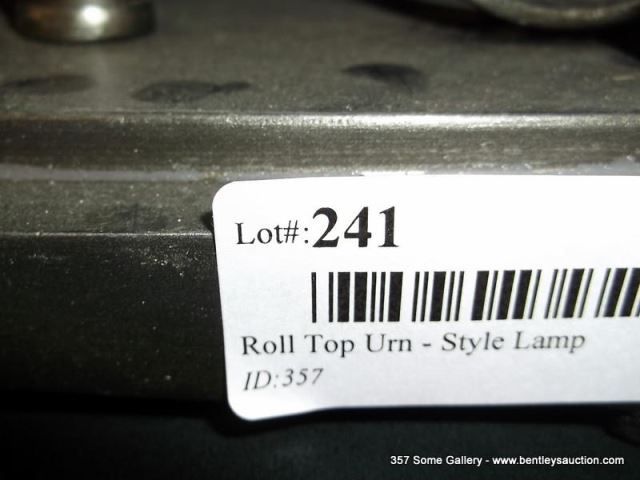 Lot#:241
Roll Top Urn - Style Lamp
ID:357
357 Some Gallery - www.bentleysauction.com